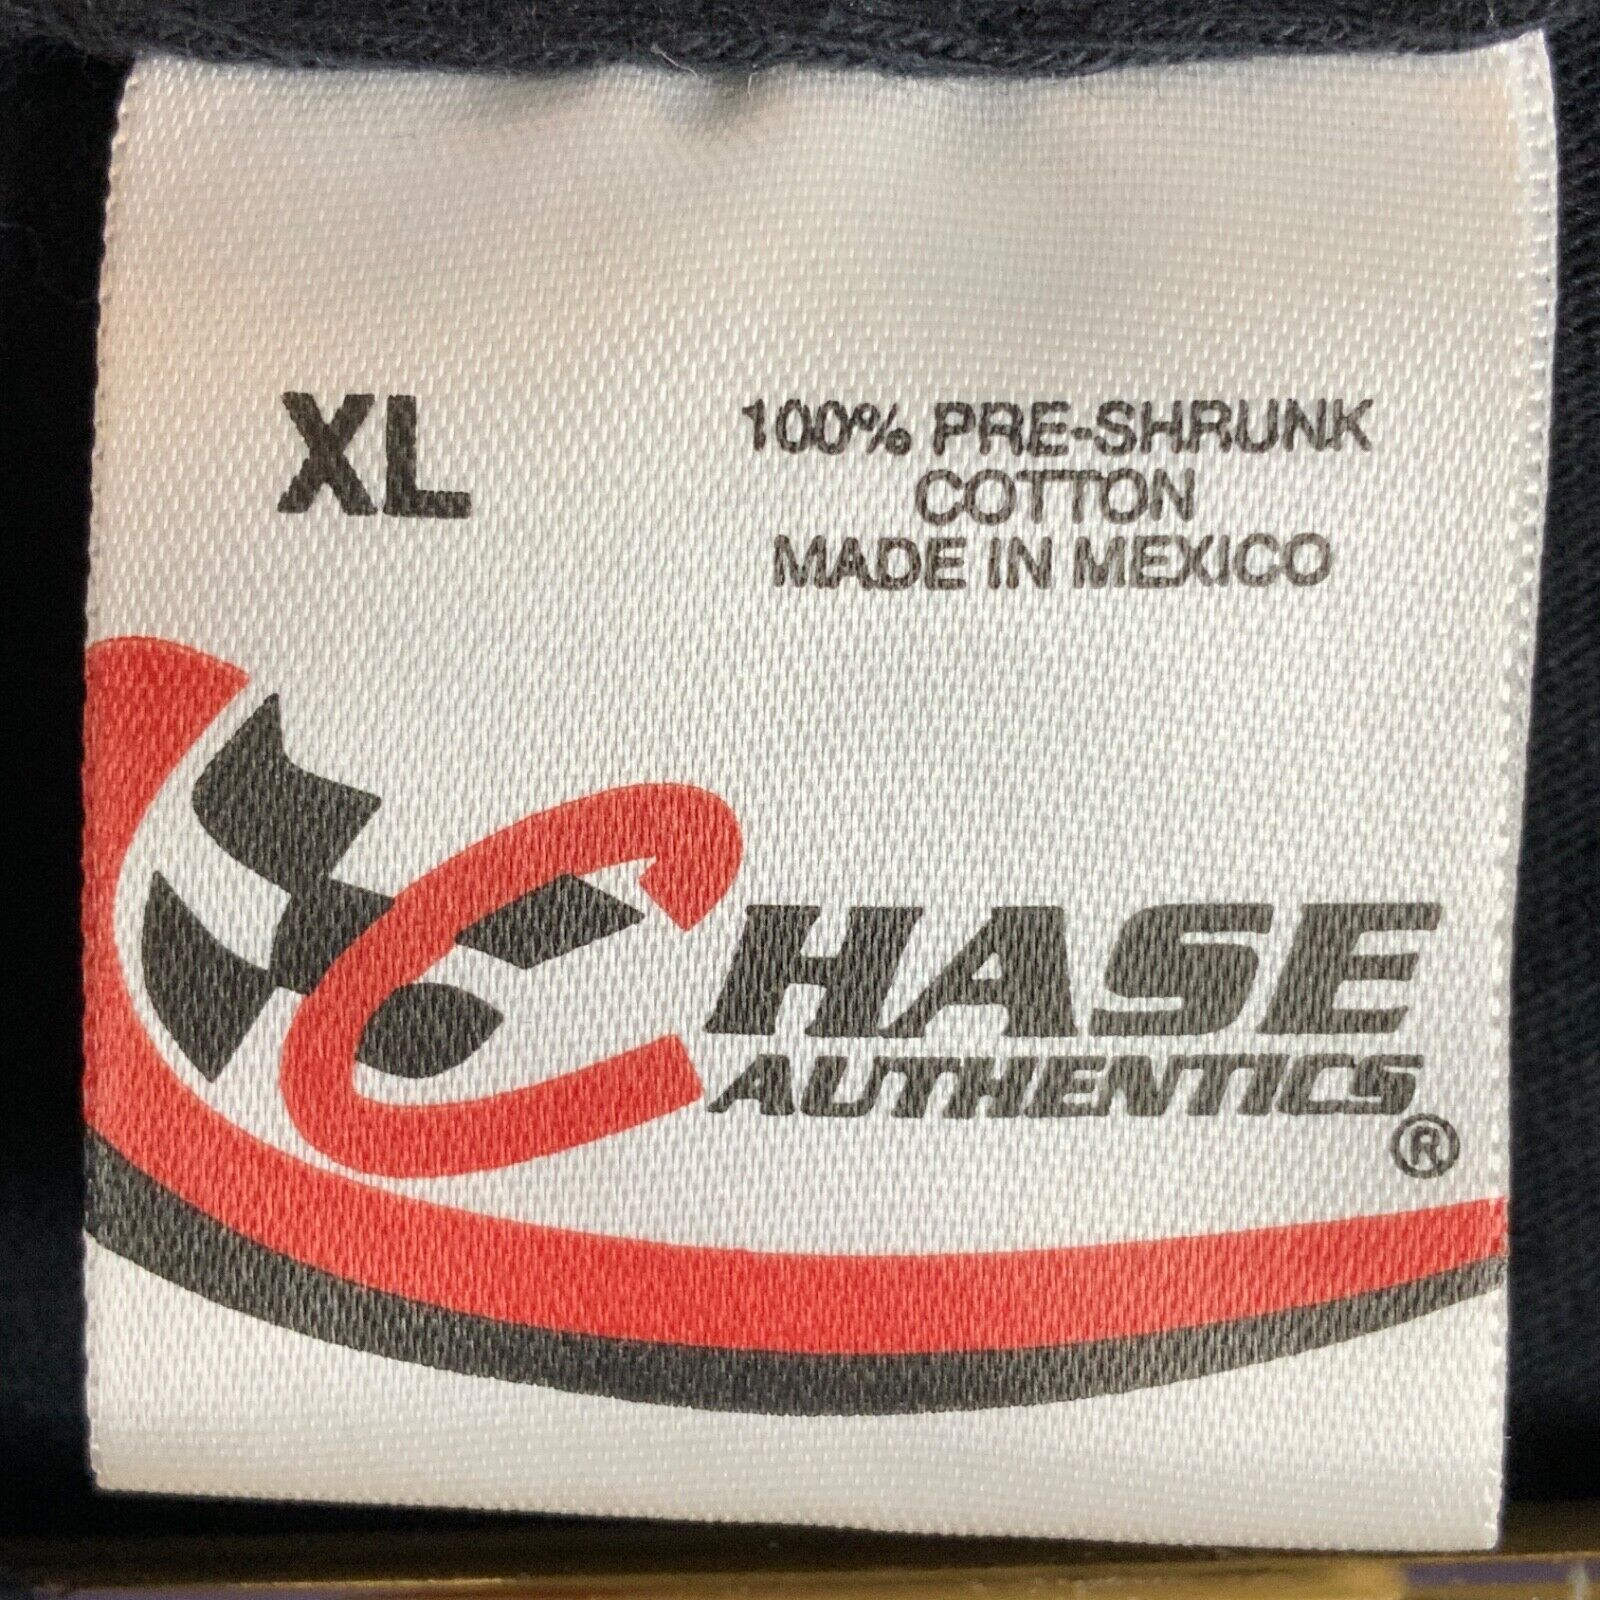 XL
100% PRE-SHRUNK
COTTON
MADE IN MEXICO
CHASE
AUTHENTICS®